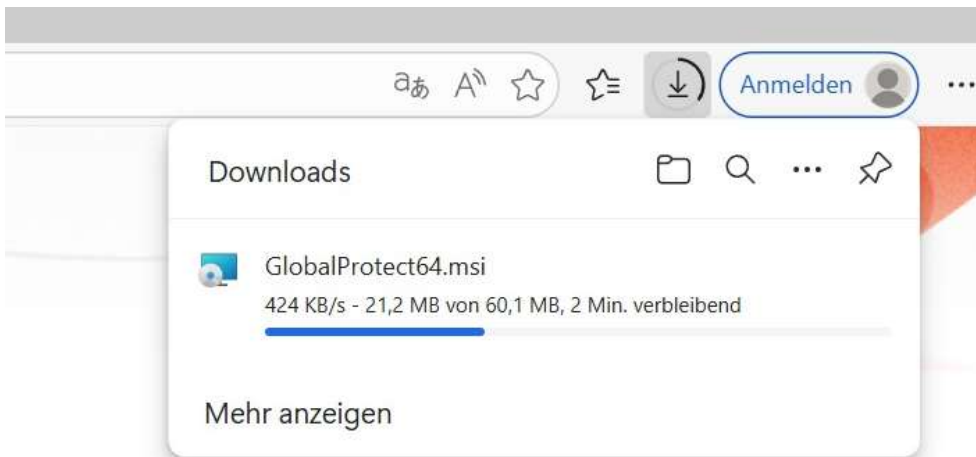 Anmelden
Downloads
GlobalProtect64.msi
424 KB/s - 21,2 MB von 60,1 MB, 2 Min. verbleibend
Mehr anzeigen